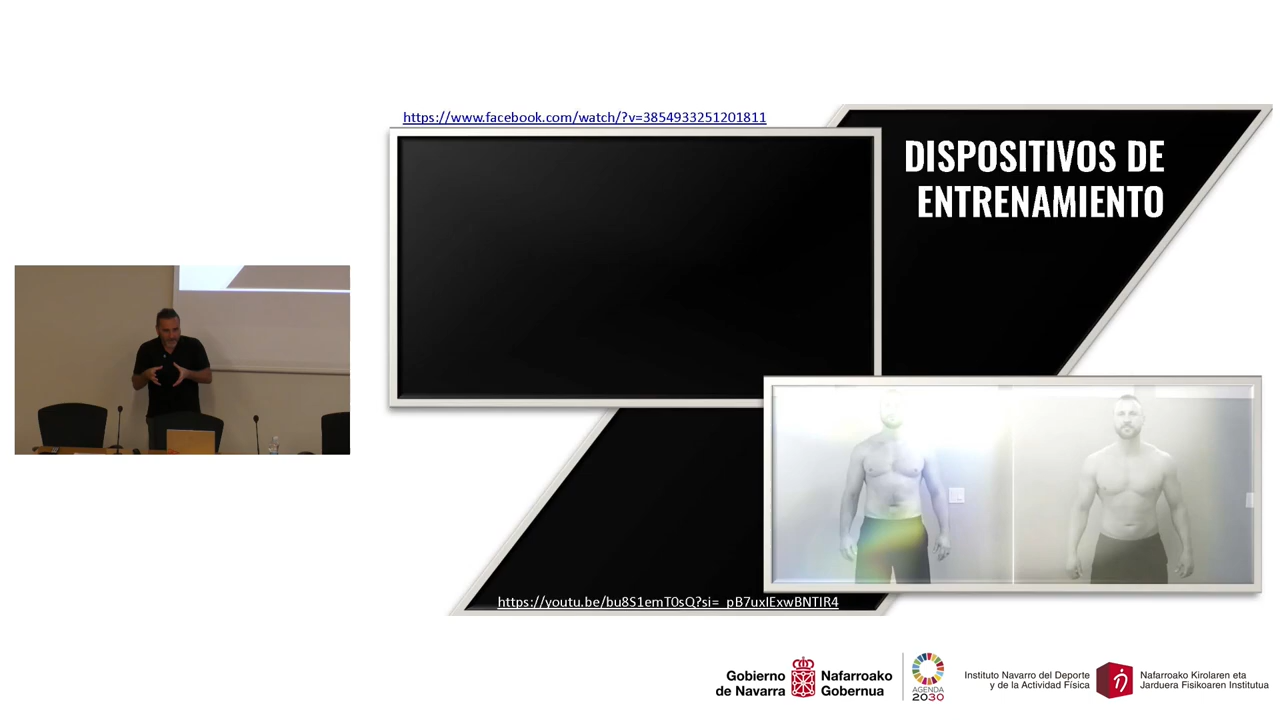 https://www.facebook.com/watch/?v=3854933251201811
DISPOSITIVOS DE
ENTRENAMIENTO
https://youtu.be/bu8S1emT0sQ?si=_pB7uxIExwBNTIR4
Gobierno
de Navarra
Nafarroako
Gobernua
AGENDA
2030
Instituto Navarro del Deporte
y de la Actividad Física
Nafarroako Kirolaren eta
Jarduera Fisikoaren Institutua